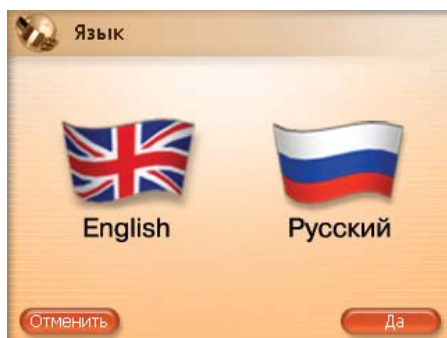 Язык
English
Русский
Отменить
Да